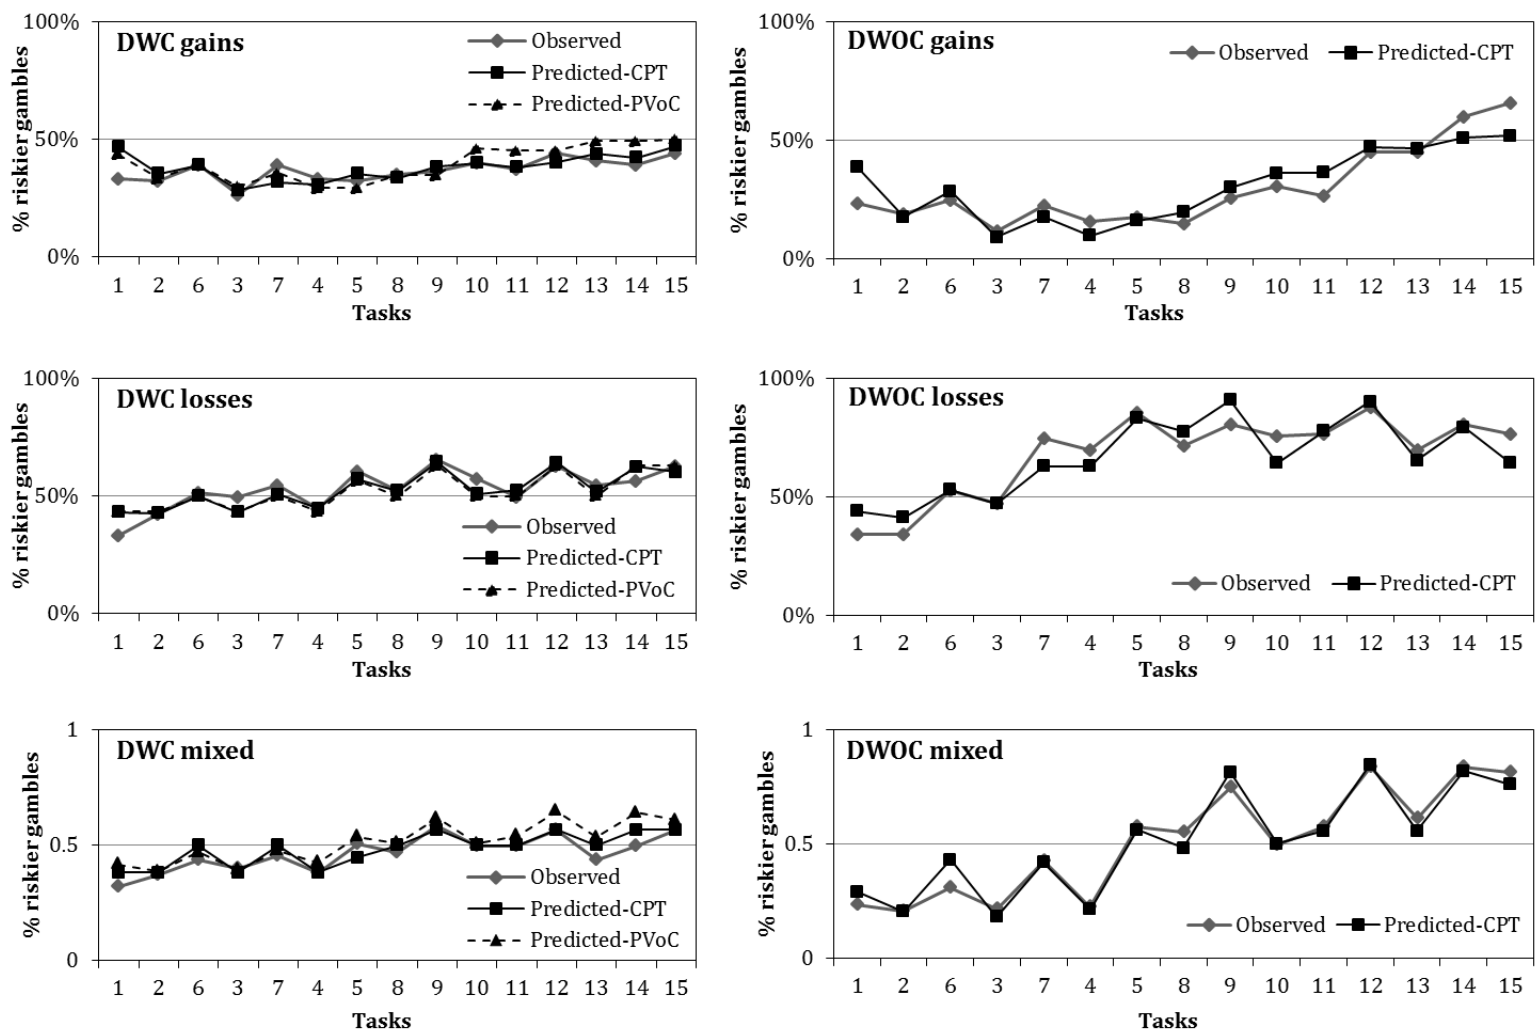 DWC gains
Observed
Predicted-CPT
Predicted-PVoC
100%
50%
0%
% riskier gambles
1 2 6 3 7 4 5 8 9 10 11 12 13 14 15
Tasks
DWOC gains
Observed Predicted-CPT
100%
50%
0%
% riskier gambles
1 2 6 3 7 4 5 8 9 10 11 12 13 14 15
Tasks
DWC losses
Observed
Predicted-CPT
Predicted-PVoC
100%
50%
0%
% riskier gambles
1 2 6 3 7 4 5 8 9 10 11 12 13 14 15
Tasks
DWOC losses
Observed Predicted-CPT
100%
50%
0%
% riskier gambles
1 2 6 3 7 4 5 8 9 10 11 12 13 14 15
Tasks
DWC mixed
Observed
Predicted-CPT
Predicted-PVoC
1
0.5
0
% riskier gambles
1 2 6 3 7 4 5 8 9 10 11 12 13 14 15
Tasks
DWOC mixed
Observed Predicted-CPT
1
0.5
0
% riskier gambles
1 2 6 3 7 4 5 8 9 10 11 12 13 14 15
Tasks